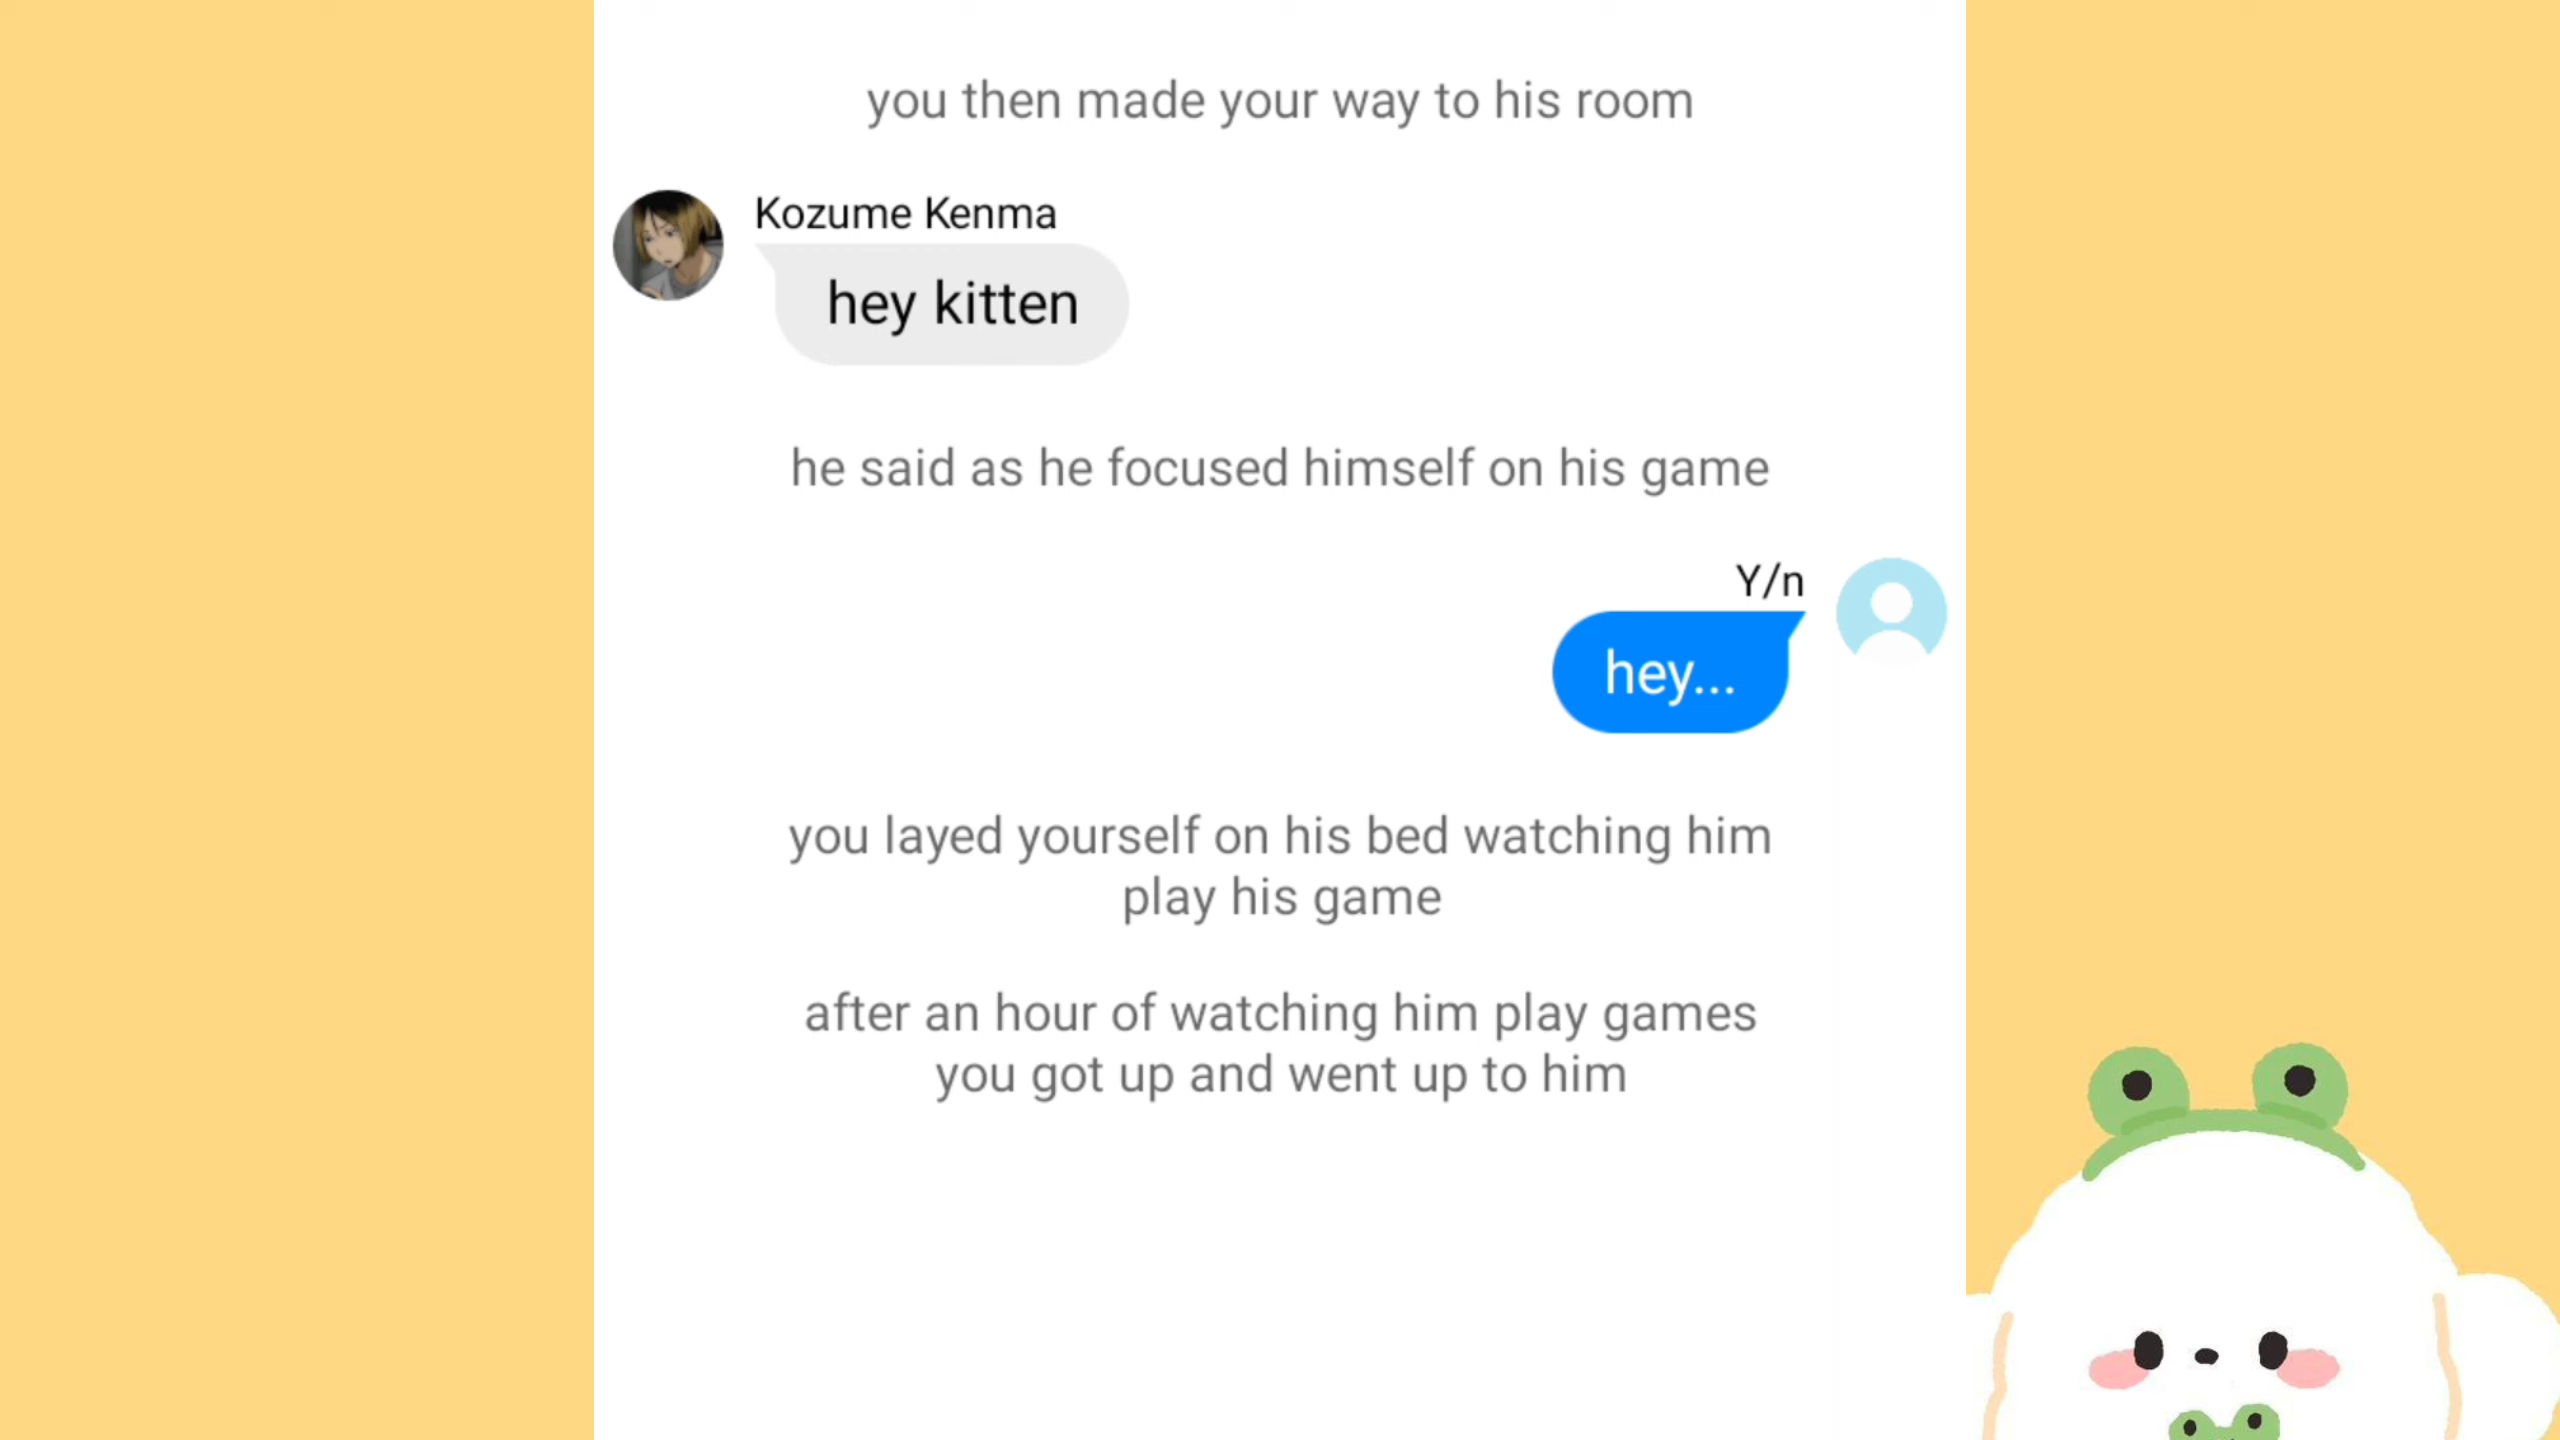 you then made your way to his room
Kozume Kenma
hey kitten
he said as he focused himself on his game
Y/n
hey...
you layed yourself on his bed watching him
play his game
after an hour of watching him play games
you got up and went up to him